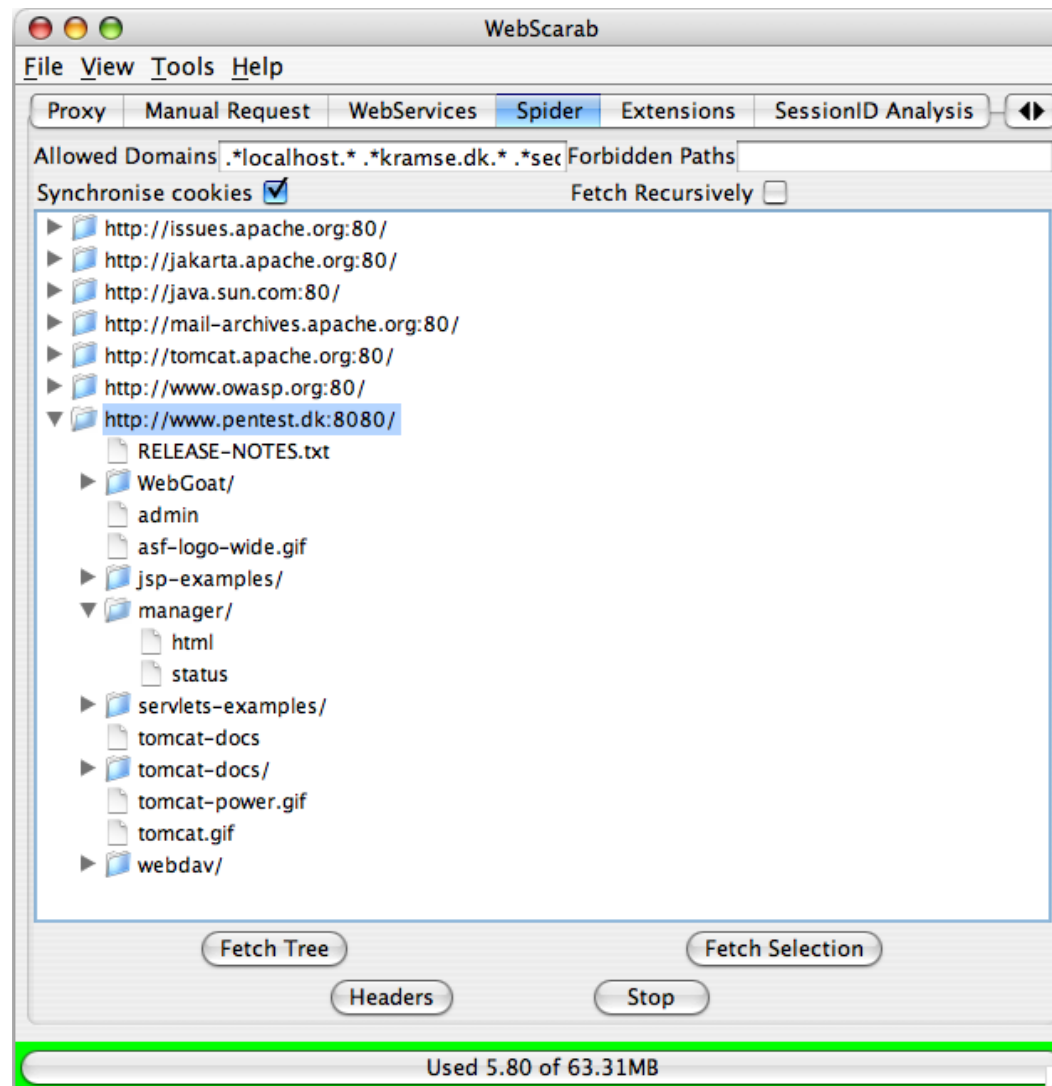 WebScarab
File View Tools Help
Proxy Manual Request WebServices Spider Extensions SessionID Analysis
Allowed Domains .*localhost.* .*kramse.dk.* .*sec Forbidden Paths
Synchronise cookies Fetch Recursively
http://issues.apache.org:80/
http://jakarta.apache.org:80/
http://java.sun.com:80/
http://mail-archives.apache.org:80/
http://tomcat.apache.org:80/
http://www.owasp.org:80/
http://www.pentest.dk:8080/
RELEASE-NOTES.txt
WebGoat/
admin
asf-logo-wide.gif
jsp-examples/
manager/
html
status
servlets-examples/
tomcat-docs
tomcat-docs/
tomcat-power.gif
tomcat.gif
webdav/
Fetch Tree Fetch Selection
Headers Stop
Used 5.80 of 63.31MB